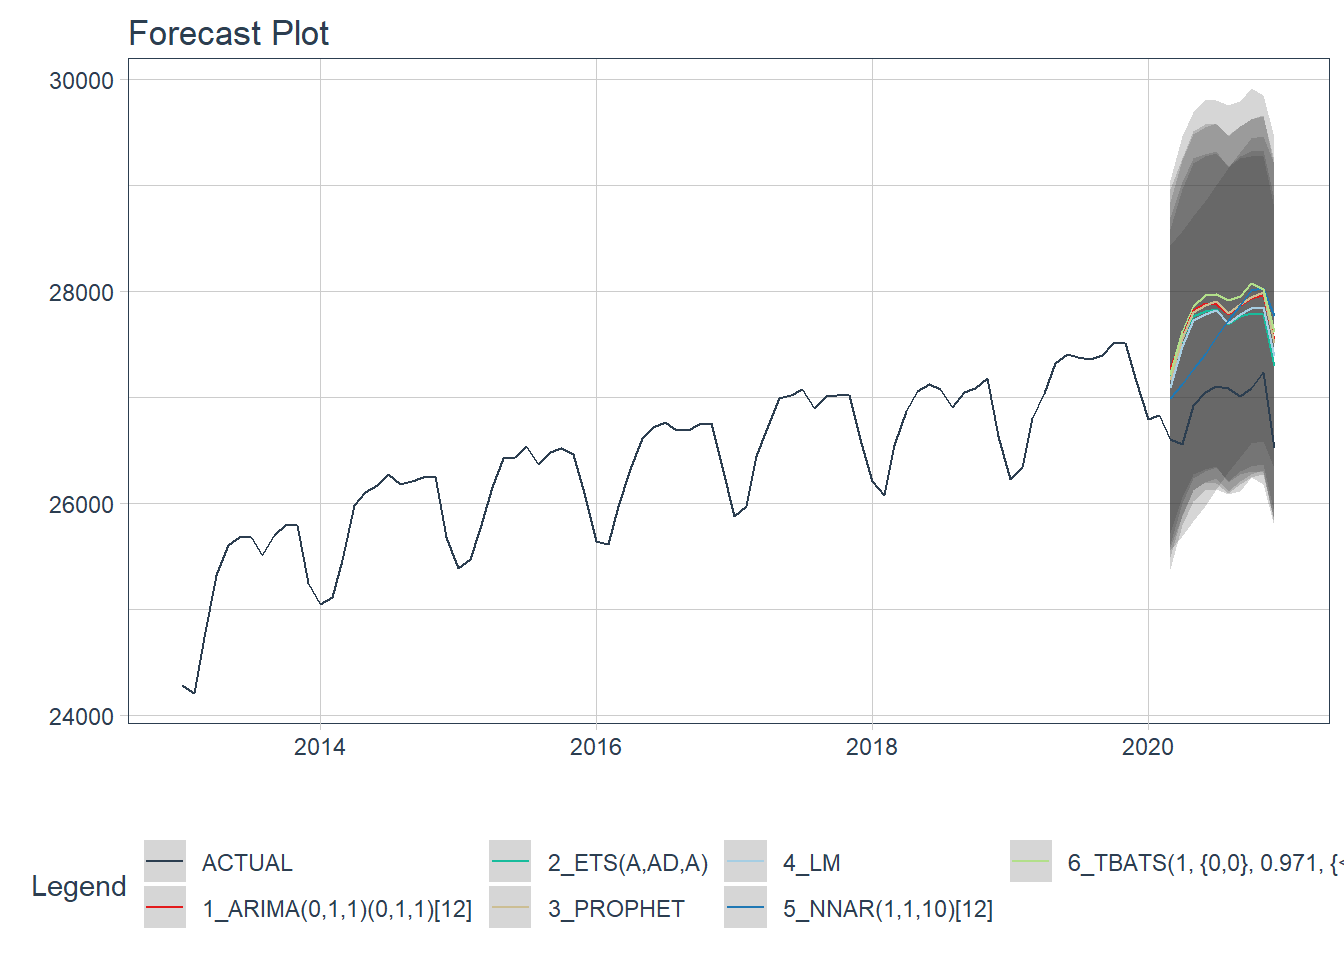 Forecast Plot
30000
28000
26000
24000
2014 2016 2018 2020
Legend
ACTUAL 2_ETS(A,AD,A) 4_LM 6_TBATS(1, {0,0}, 0.971, {<
1_ARIMA(0,1,1)(0,1,1)[12] 3_PROPHET 5_NNAR(1,1,10)[12]